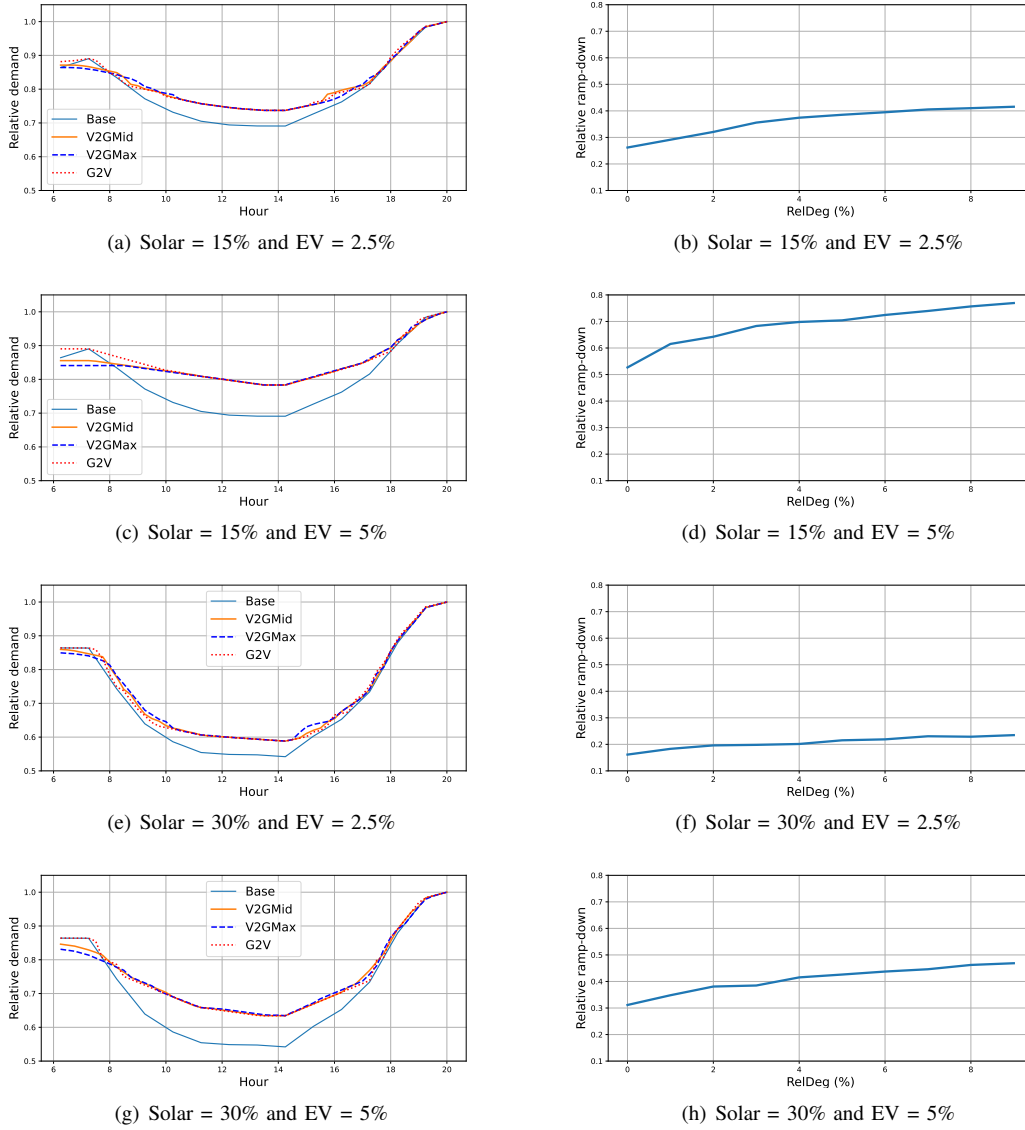 1.0
0.9
0.8
0.7
0.6
0.5
Relative demand
Base
V2GMid
V2GMax
G2V
6 8 10 12 14 16 18 20
Hour
(a) Solar = 15% and EV = 2.5%
0.8
0.7
0.6
0.5
0.4
0.3
0.2
0.1
Relative ramp-down
0 2 4 6 8
RelDeg (%)
(b) Solar = 15% and EV = 2.5%
1.0
0.9
0.8
0.7
0.6
0.5
Relative demand
Base
V2GMid
V2GMax
G2V
6 8 10 12 14 16 18 20
Hour
(c) Solar = 15% and EV = 5%
0.8
0.7
0.6
0.5
0.4
0.3
0.2
0.1
Relative ramp-down
0 2 4 6 8
RelDeg (%)
(d) Solar = 15% and EV = 5%
1.0
0.9
0.8
0.7
0.6
0.5
Relative demand
Base
V2GMid
V2GMax
G2V
6 8 10 12 14 16 18 20
Hour
(e) Solar = 30% and EV = 2.5%
0.8
0.7
0.6
0.5
0.4
0.3
0.2
0.1
Relative ramp-down
0 2 4 6 8
RelDeg (%)
(f) Solar = 30% and EV = 2.5%
1.0
0.9
0.8
0.7
0.6
0.5
Relative demand
Base
V2GMid
V2GMax
G2V
6 8 10 12 14 16 18 20
Hour
(g) Solar = 30% and EV = 5%
0.8
0.7
0.6
0.5
0.4
0.3
0.2
0.1
Relative ramp-down
0 2 4 6 8
RelDeg (%)
(h) Solar = 30% and EV = 5%